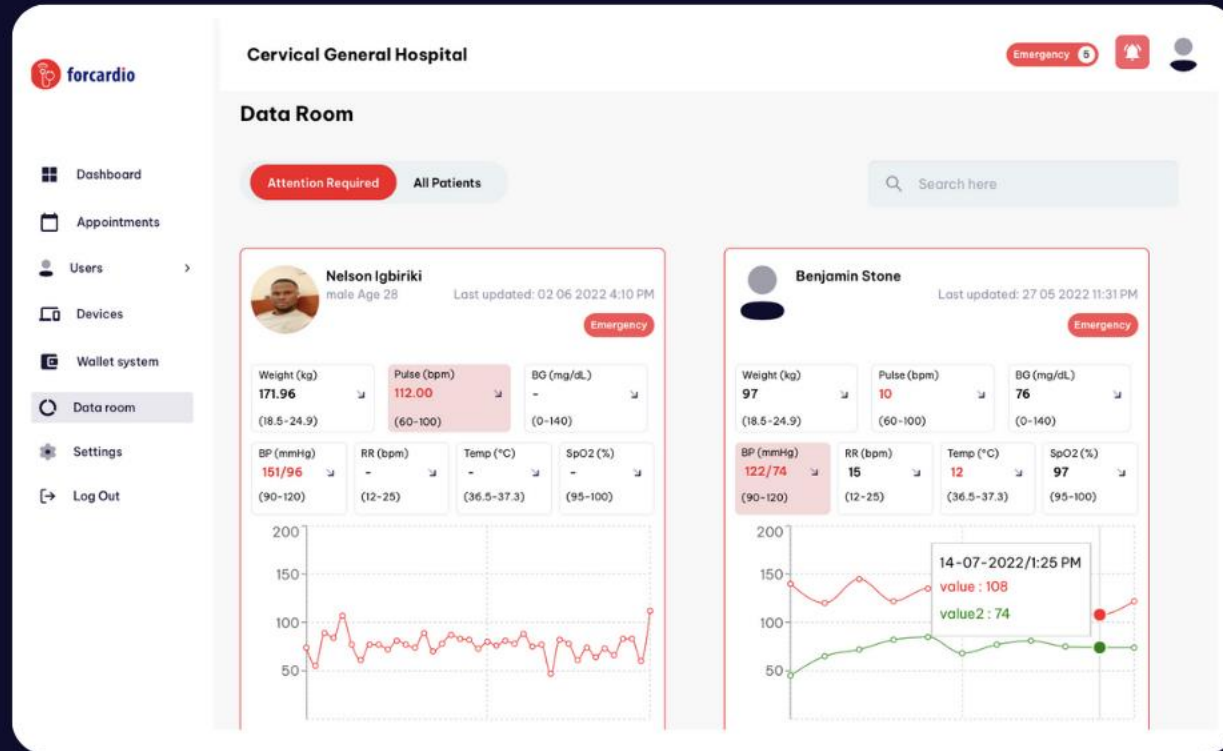 forcardio
Cervical General Hospital
Emergency 5
Data Room
Dashboard
Appointments
Users
Devices
Wallet system
Data room
Settings
Log Out
Attention Required
All Patients
Search here
Nelson Igbiriki
male Age 28
Last updated: 02 06 2022 4:10 PM
Emergency
Weight (kg)
171.96
(18.5-24.9)
Pulse (bpm)
112.00
(60-100)
BG (mg/dL)
-
(0-140)
BP (mmHg)
151/96
(90-120)
RR (bpm)
-
(12-25)
Temp (°C)
-
(36.5-37.3)
SpO2 (%)
-
(95-100)
200
150
100
50
Benjamin Stone
Last updated: 27 05 2022 11:31 PM
Emergency
Weight (kg)
97
(18.5-24.9)
Pulse (bpm)
10
(60-100)
BG (mg/dL)
76
(0-140)
BP (mmHg)
122/74
(90-120)
RR (bpm)
15
(12-25)
Temp (°C)
12
(36.5-37.3)
SpO2 (%)
97
(95-100)
200
150
100
50
14-07-2022/1:25 PM
value : 108
value2 : 74